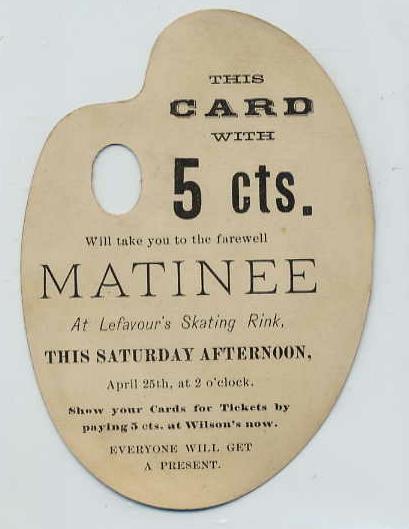 THIS
CARD
WITH
5 cts.
Will take you to the farewell
MATINEE
At Lefavour's Skating Rink,
THIS SATURDAY AFTERNOON,
April 25th, at 2 o'clock.
Show your Cards for Tickets by
paying 5 cts. at Wilson's now.
EVERYONE WILL GET
A PRESENT.